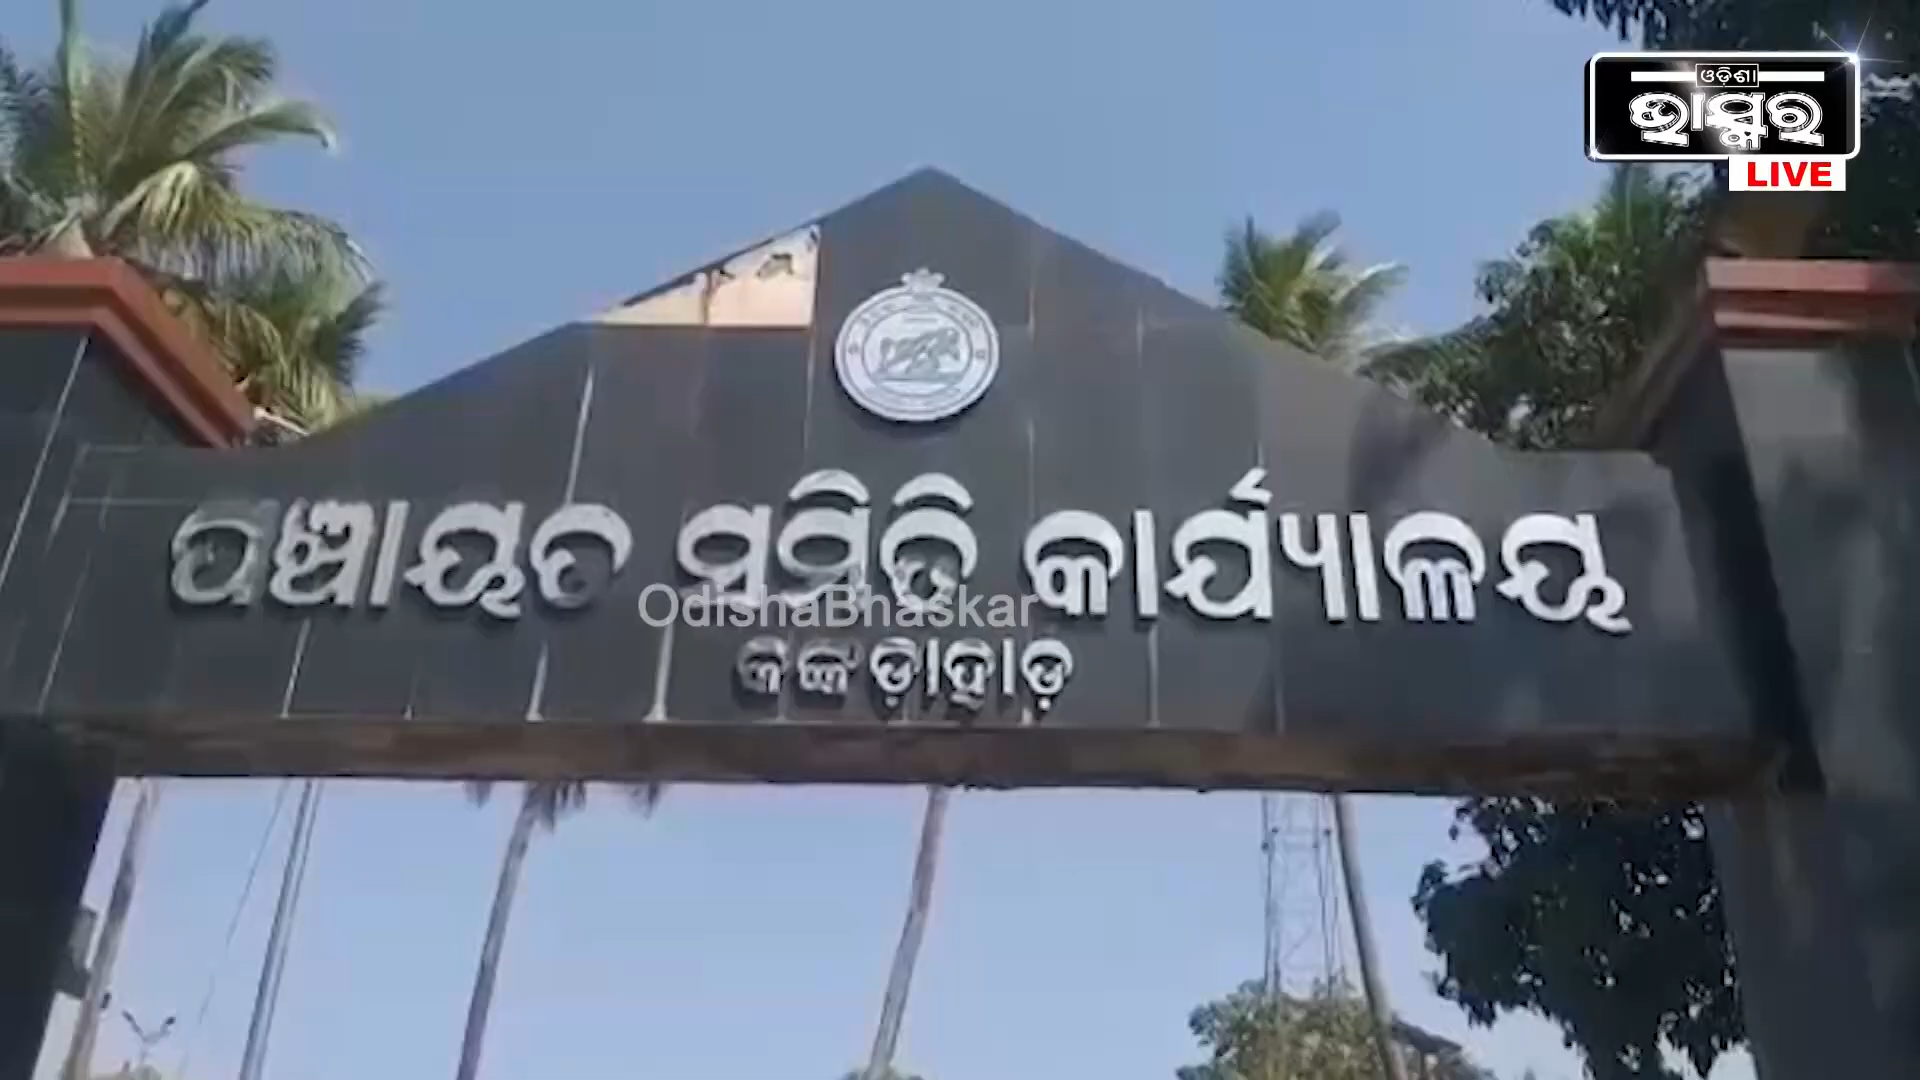 ଓଡ଼ିଶା
ଭାସ୍କର
LIVE
ପଞ୍ଚାୟତ ସମିତି କାର୍ଯ୍ୟାଳୟ
OdishaBhaskar
କଙ୍କଡ଼ାହାଡ଼